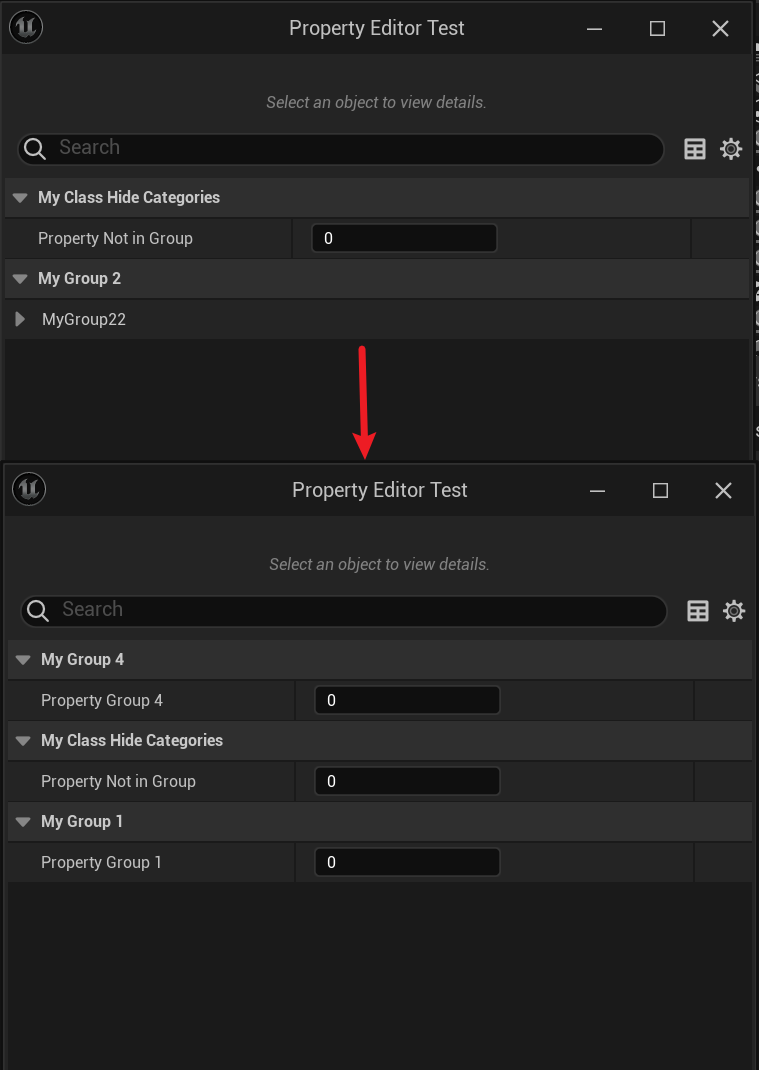 Property Editor Test
Select an object to view details.
Search
My Class Hide Categories
Property Not in Group 0
My Group 2
MyGroup22
Property Editor Test
Select an object to view details.
Search
My Group 4
Property Group 4 0
My Class Hide Categories
Property Not in Group 0
My Group 1
Property Group 1 0